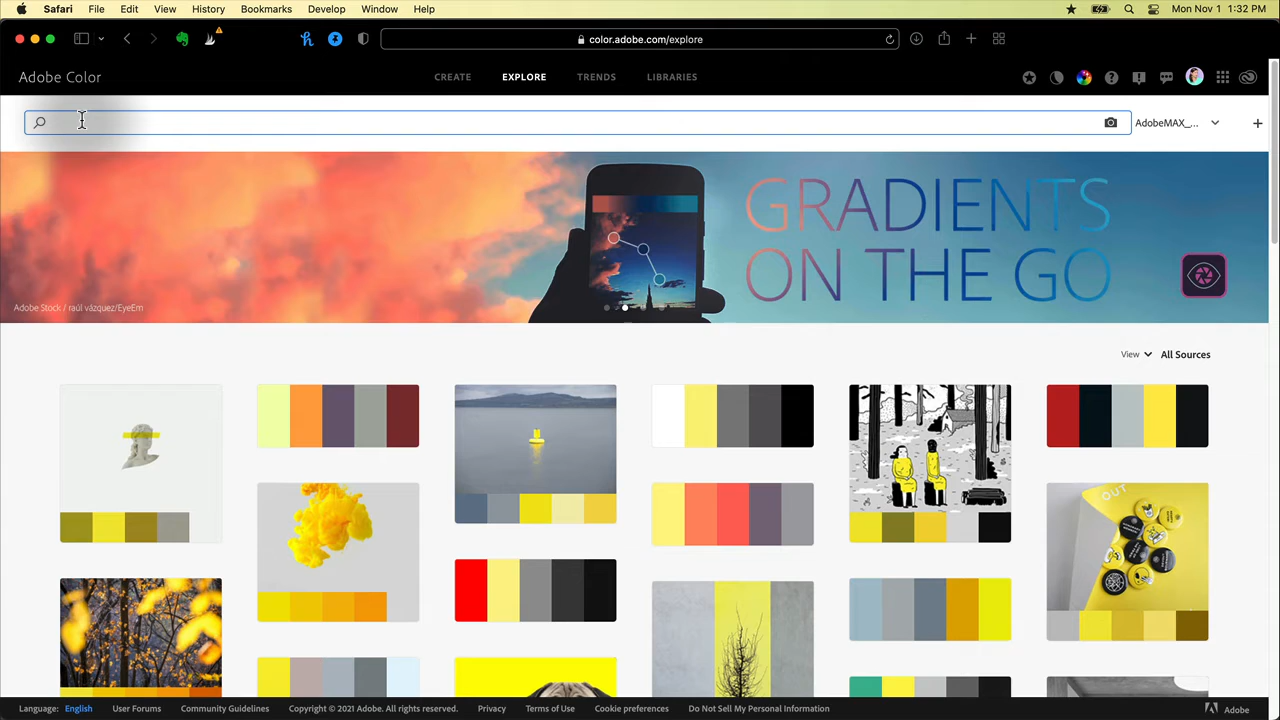 Safari File Edit View History Bookmarks Develop Window Help Mon Nov 1 1:32 PM
color.adobe.com/explore
Adobe Color CREATE EXPLORE TRENDS LIBRARIES
AdobeMAX_...
GRADIENTS
ON THE GO
Adobe Stock / raúl vázquez/EyeEm
View All Sources
OUT
Language: English User Forums Community Guidelines Copyright © 2021 Adobe. All rights reserved. Privacy Terms of Use Cookie preferences Do Not Sell My Personal Information Adobe